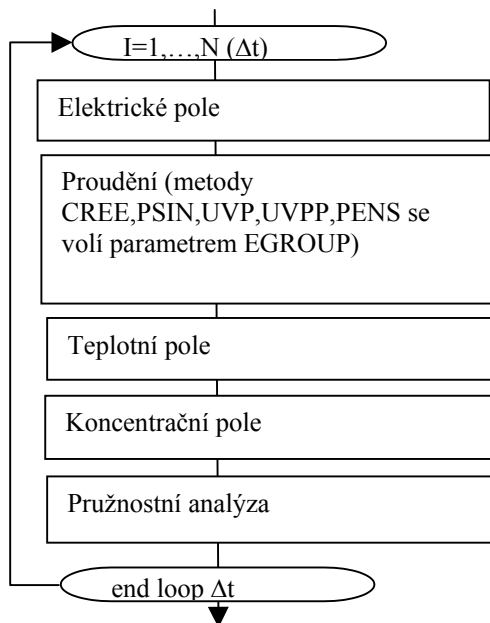 I=1,…,N (Δt)
Elektrické pole
Proudění (metody
CREE,PSIN,UVP,UVPP,PENS se
volí parametrem EGROUP)
Teplotní pole
Koncentrační pole
Pružnostní analýza
end loop Δt